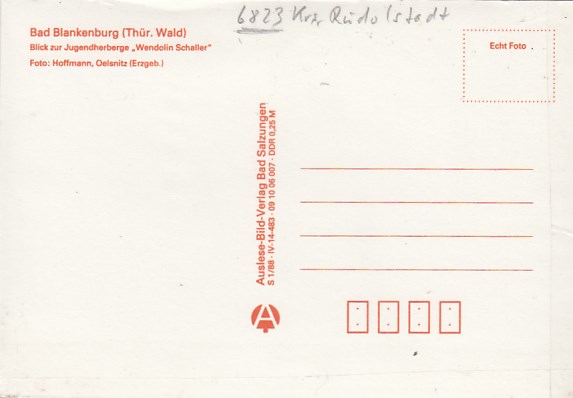 6823 Krs. Rudolstadt
Bad Blankenburg (Thür. Wald)
Blick zur Jugendherberge „Wendolin Schaller"
Foto: Hoffmann, Oelsnitz (Erzgeb.)
Echt Foto
Auslese-Bild-Verlag Bad Salzungen
S 1/88 · IV-14-483 · 09 10 06 007 · DDR 0,25 M
A